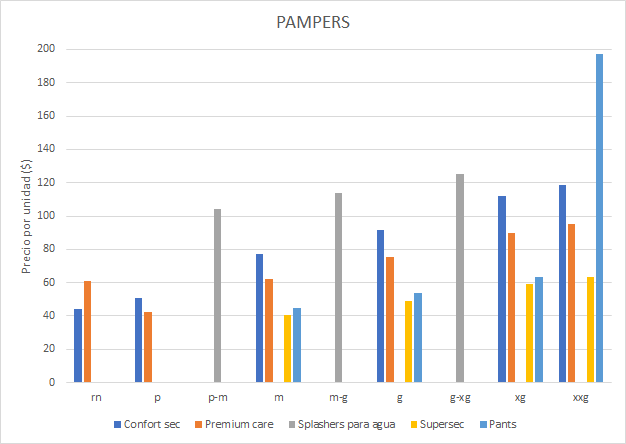 PAMPERS
Precio por unidad ($)
200
180
160
140
120
100
80
60
40
20
0
rn p p-m m m-g g g-xg xg xxg
Confort sec Premium care Splashers para agua Supersec Pants